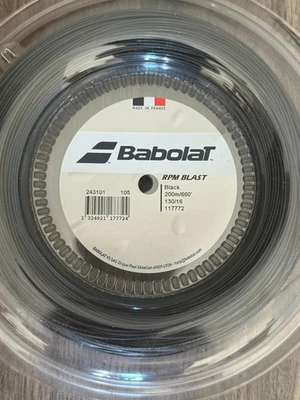 MADE IN FRANCE
BABOLAT
RPM BLAST
243101 105
Black
200m/660'
130/16
117772
3 324921 177724